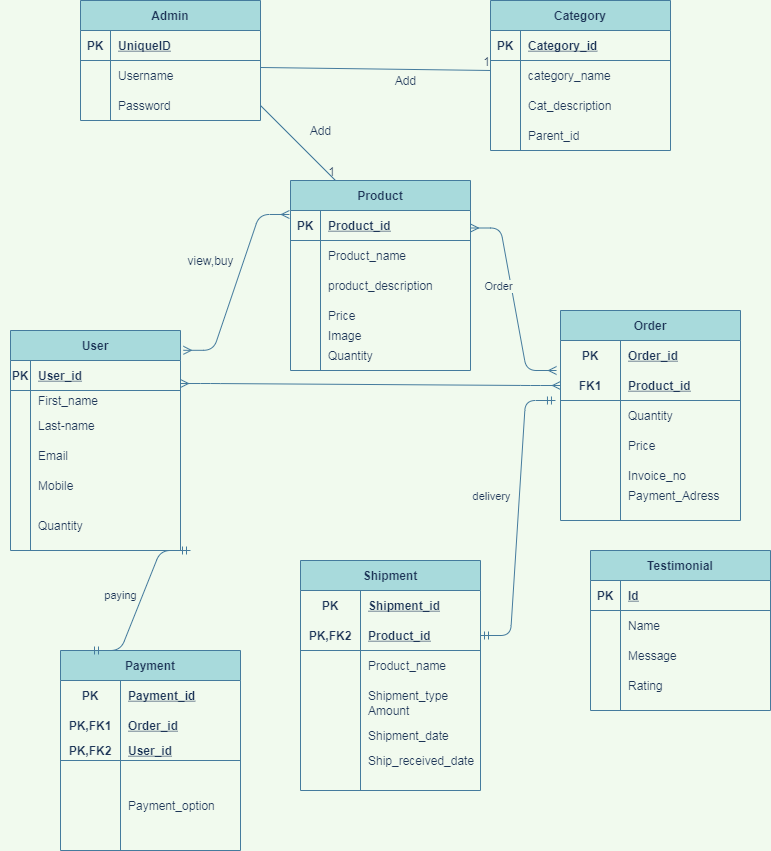 Admin
PK UniqueID
Username
Password
Category
PK Category_id
category_name
Cat_description
Parent_id
1
Add
Add
1
Product
PK Product_id
Product_name
product_description
Price
Image
Quantity
view,buy
Order
User
PK User_id
First_name
Last-name
Email
Mobile
Quantity
Order
PK Order_id
FK1 Product_id
Quantity
Price
Invoice_no
Payment_Adress
delivery
paying
Shipment
PK Shipment_id
PK,FK2 Product_id
Product_name
Shipment_type
Amount
Shipment_date
Ship_received_date
Testimonial
PK Id
Name
Message
Rating
Payment
PK Payment_id
PK,FK1 Order_id
PK,FK2 User_id
Payment_option